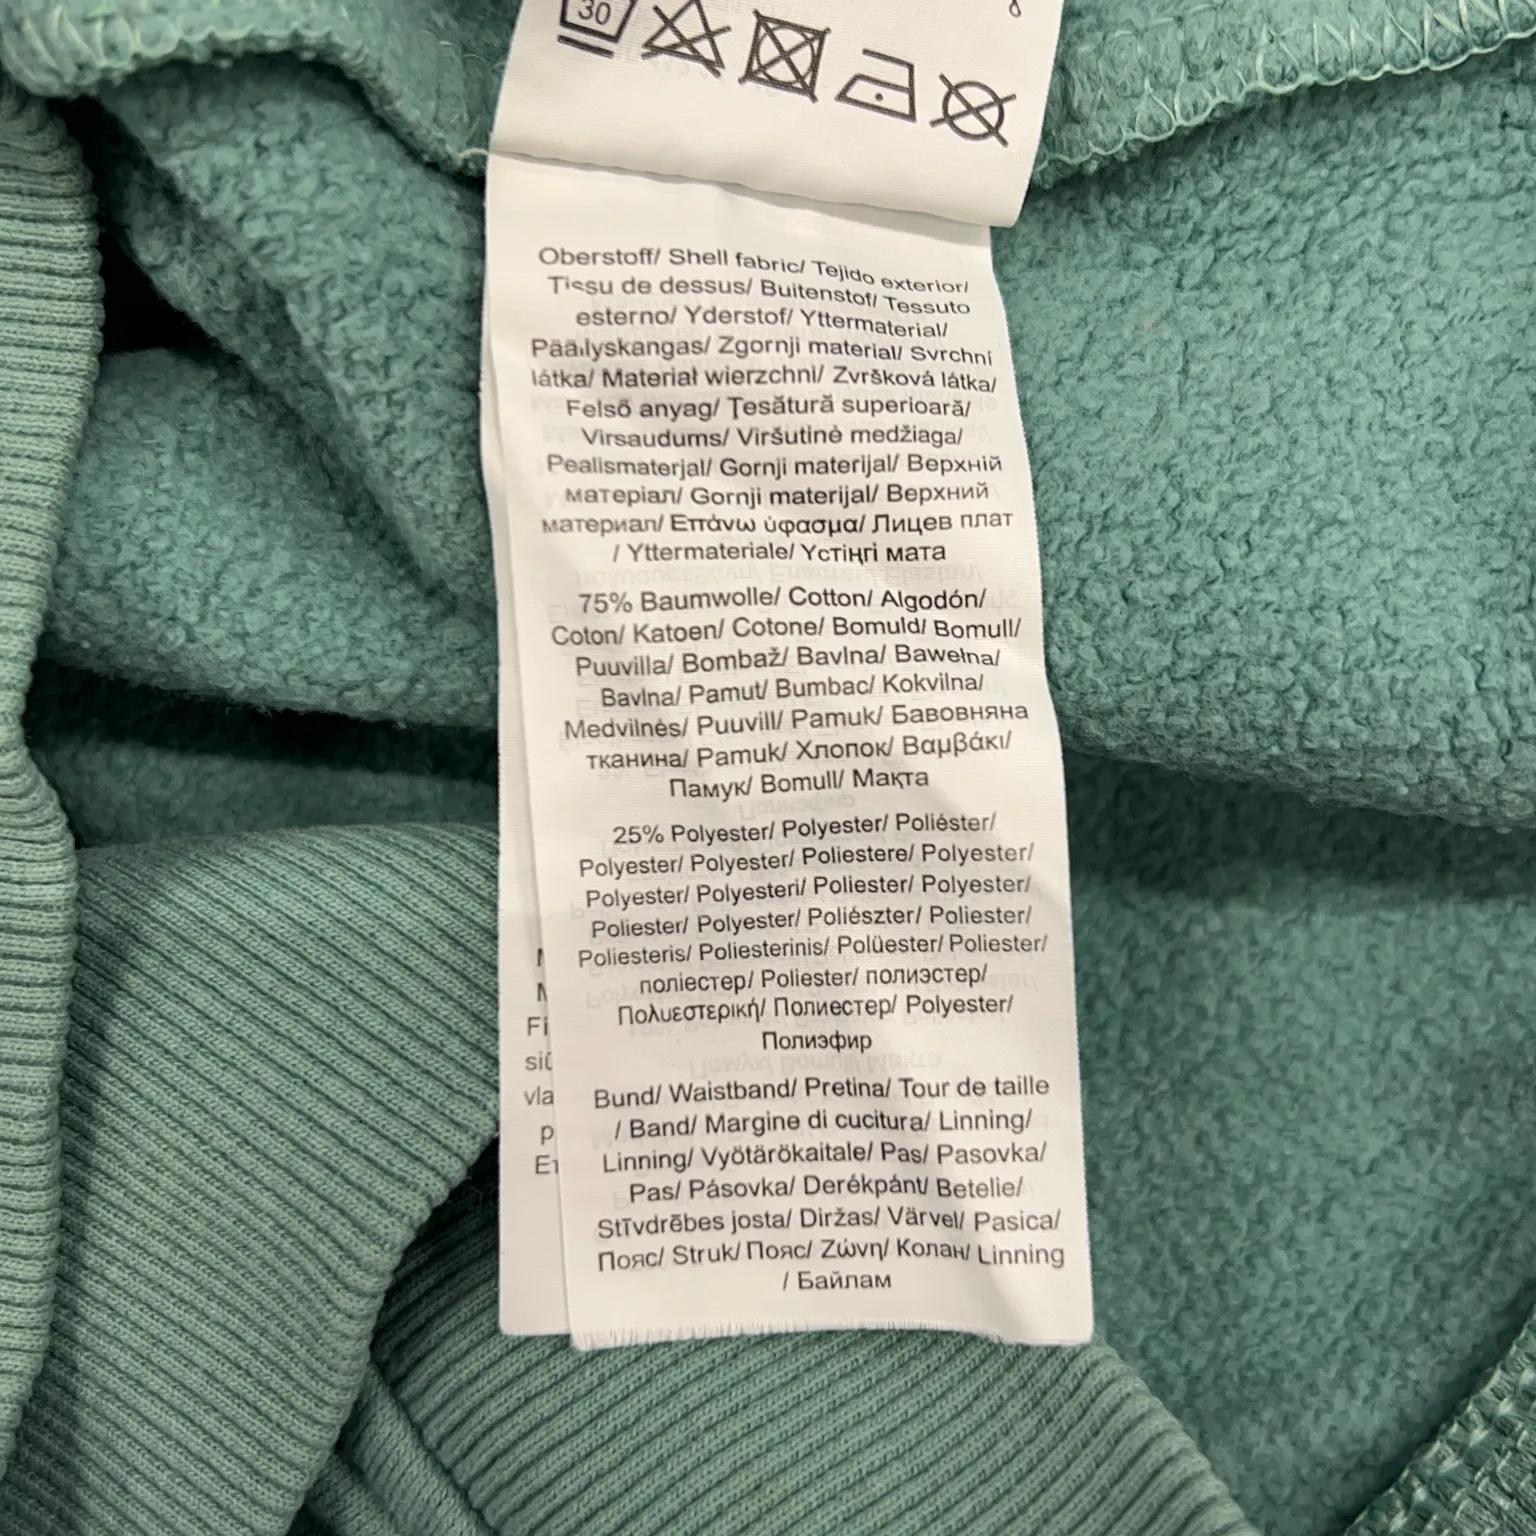 30
Oberstoff/ Shell fabric/ Tejido exterior/
Tissu de dessus/ Buitenstof/ Tessuto
esterno/ Yderstof/ Yttermaterial/
Päällyskangas/ Zgornji material/ Svrchní
látka/ Materiał wierzchni/ Zvršková látka/
Felső anyag/ Ţesătură superioară/
Virsaudums/ Viršutinė medžiaga/
Pealismaterjal/ Gornji materijal/ Верхній
матеріал/ Gornji materijal/ Верхний
материал/ Επάνω ύφασμα/ Лицев плат
/ Yttermateriale/ Үстіңгі мата
75% Baumwolle/ Cotton/ Algodón/
Coton/ Katoen/ Cotone/ Bomuld/ Bomull/
Puuvilla/ Bombaž/ Bavlna/ Bawełna/
Bavlna/ Pamut/ Bumbac/ Kokvilna/
Medvilnės/ Puuvill/ Pamuk/ Бавовняна
тканина/ Pamuk/ Хлопок/ Βαμβάκι/
Памук/ Bomull/ Мақта
25% Polyester/ Polyester/ Poliéster/
Polyester/ Polyester/ Poliestere/ Polyester/
Polyester/ Polyesteri/ Poliester/ Polyester/
Poliester/ Polyester/ Poliészter/ Poliester/
Poliesteris/ Poliesterinis/ Polüester/ Poliester/
поліестер/ Poliester/ полиэстер/
Πολυεστερική/ Полиестер/ Polyester/
Полиэфир
Bund/ Waistband/ Pretina/ Tour de taille
/ Band/ Margine di cucitura/ Linning/
Linning/ Vyötärökaitale/ Pas/ Pasovka/
Pas/ Pásovka/ Derékpánt/ Betelie/
Stīvdrēbes josta/ Diržas/ Värvel/ Pasica/
Пояс/ Struk/ Пояс/ Ζώνη/ Колан/ Linning
/ Байлам